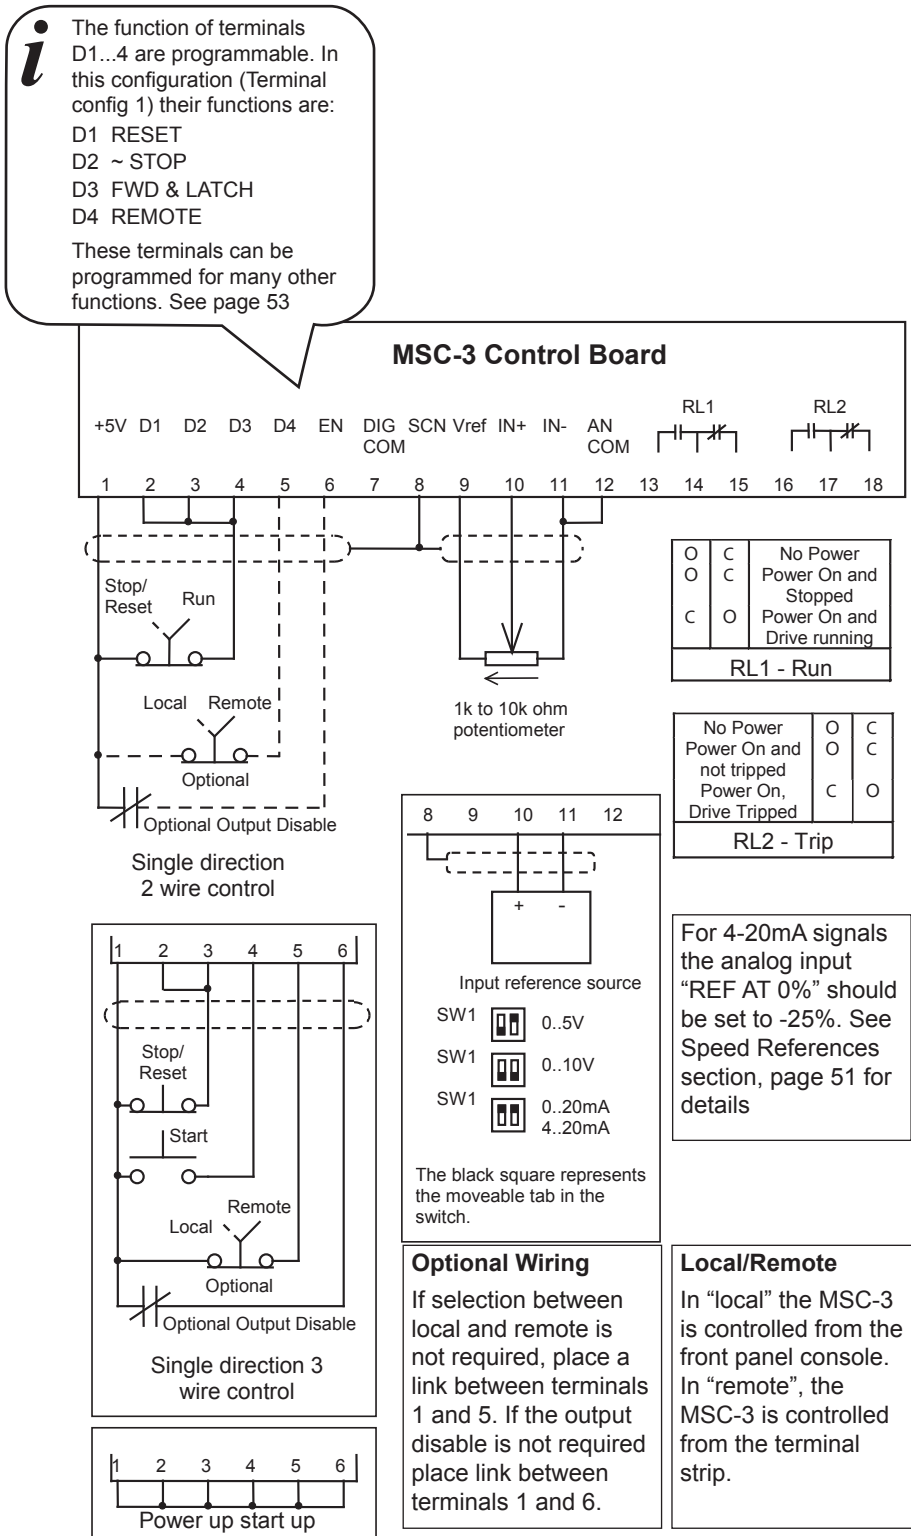 i
The function of terminals
D1...4 are programmable. In
this configuration (Terminal
config 1) their functions are:
D1 RESET
D2 ~ STOP
D3 FWD & LATCH
D4 REMOTE
These terminals can be
programmed for many other
functions. See page 53
MSC-3 Control Board
RL1 RL2
+5V D1 D2 D3 D4 EN DIG COM SCN Vref IN+ IN- AN COM
1 2 3 4 5 6 7 8 9 10 11 12 13 14 15 16 17 18
Stop/
Reset
Run
Local Remote
Optional
Optional Output Disable
Single direction
2 wire control
1k to 10k ohm
potentiometer
O C No Power
O C Power On and
Stopped
C O Power On and
Drive running
RL1 - Run
No Power O C
Power On and O C
not tripped
Power On, C O
Drive Tripped
RL2 - Trip
8 9 10 11 12
+ -
Input reference source
SW1 0..5V
SW1 0..10V
SW1 0..20mA
4..20mA
The black square represents
the moveable tab in the
switch.
For 4-20mA signals
the analog input
“REF AT 0%” should
be set to -25%. See
Speed References
section, page 51 for
details
1 2 3 4 5 6
Stop/
Reset
Start
Remote
Local
Optional
Optional Output Disable
Single direction 3
wire control
Optional Wiring
If selection between
local and remote is
not required, place a
link between terminals
1 and 5. If the output
disable is not required
place link between
terminals 1 and 6.
Local/Remote
In “local” the MSC-3
is controlled from the
front panel console.
In “remote”, the
MSC-3 is controlled
from the terminal
strip.
1 2 3 4 5 6
Power up start up